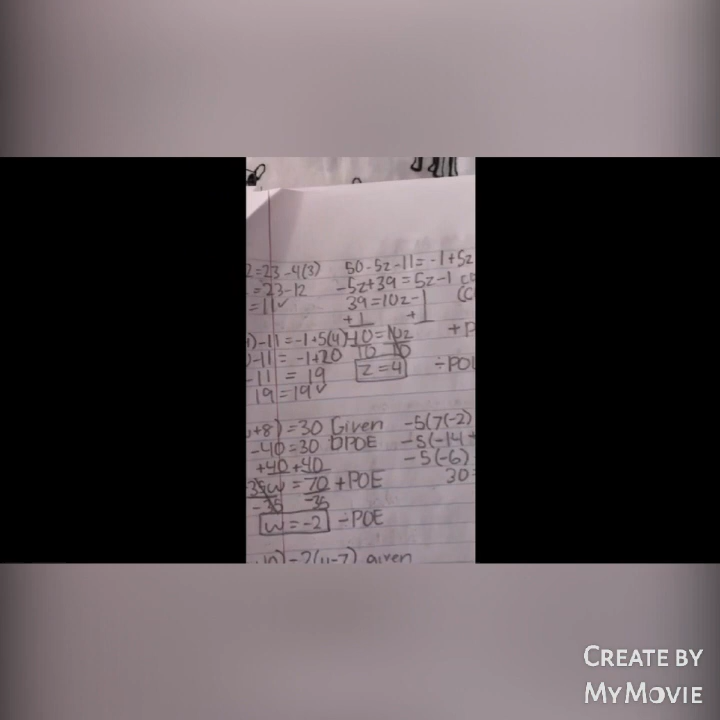 2=23-4(3) 50-5z-11=-1+5z
= 23-12 -5z+39=5z-1
= 11✓ 39=10z-1
+1 +1
)-11=-1+5(4) 40=10z +P
)-11 = -1+20 10 10
-11 = 19 z=4 ÷PO
19=19✓
+8)=30 Given -5(7(-2)
-40=30 DPOE -5(-14+
+40 +40 -5(-6)
-35w = 70 +POE 30=
-35 -35
w=-2 ÷POE
)=2(u-7) given
CREATE BY
MYMOVIE